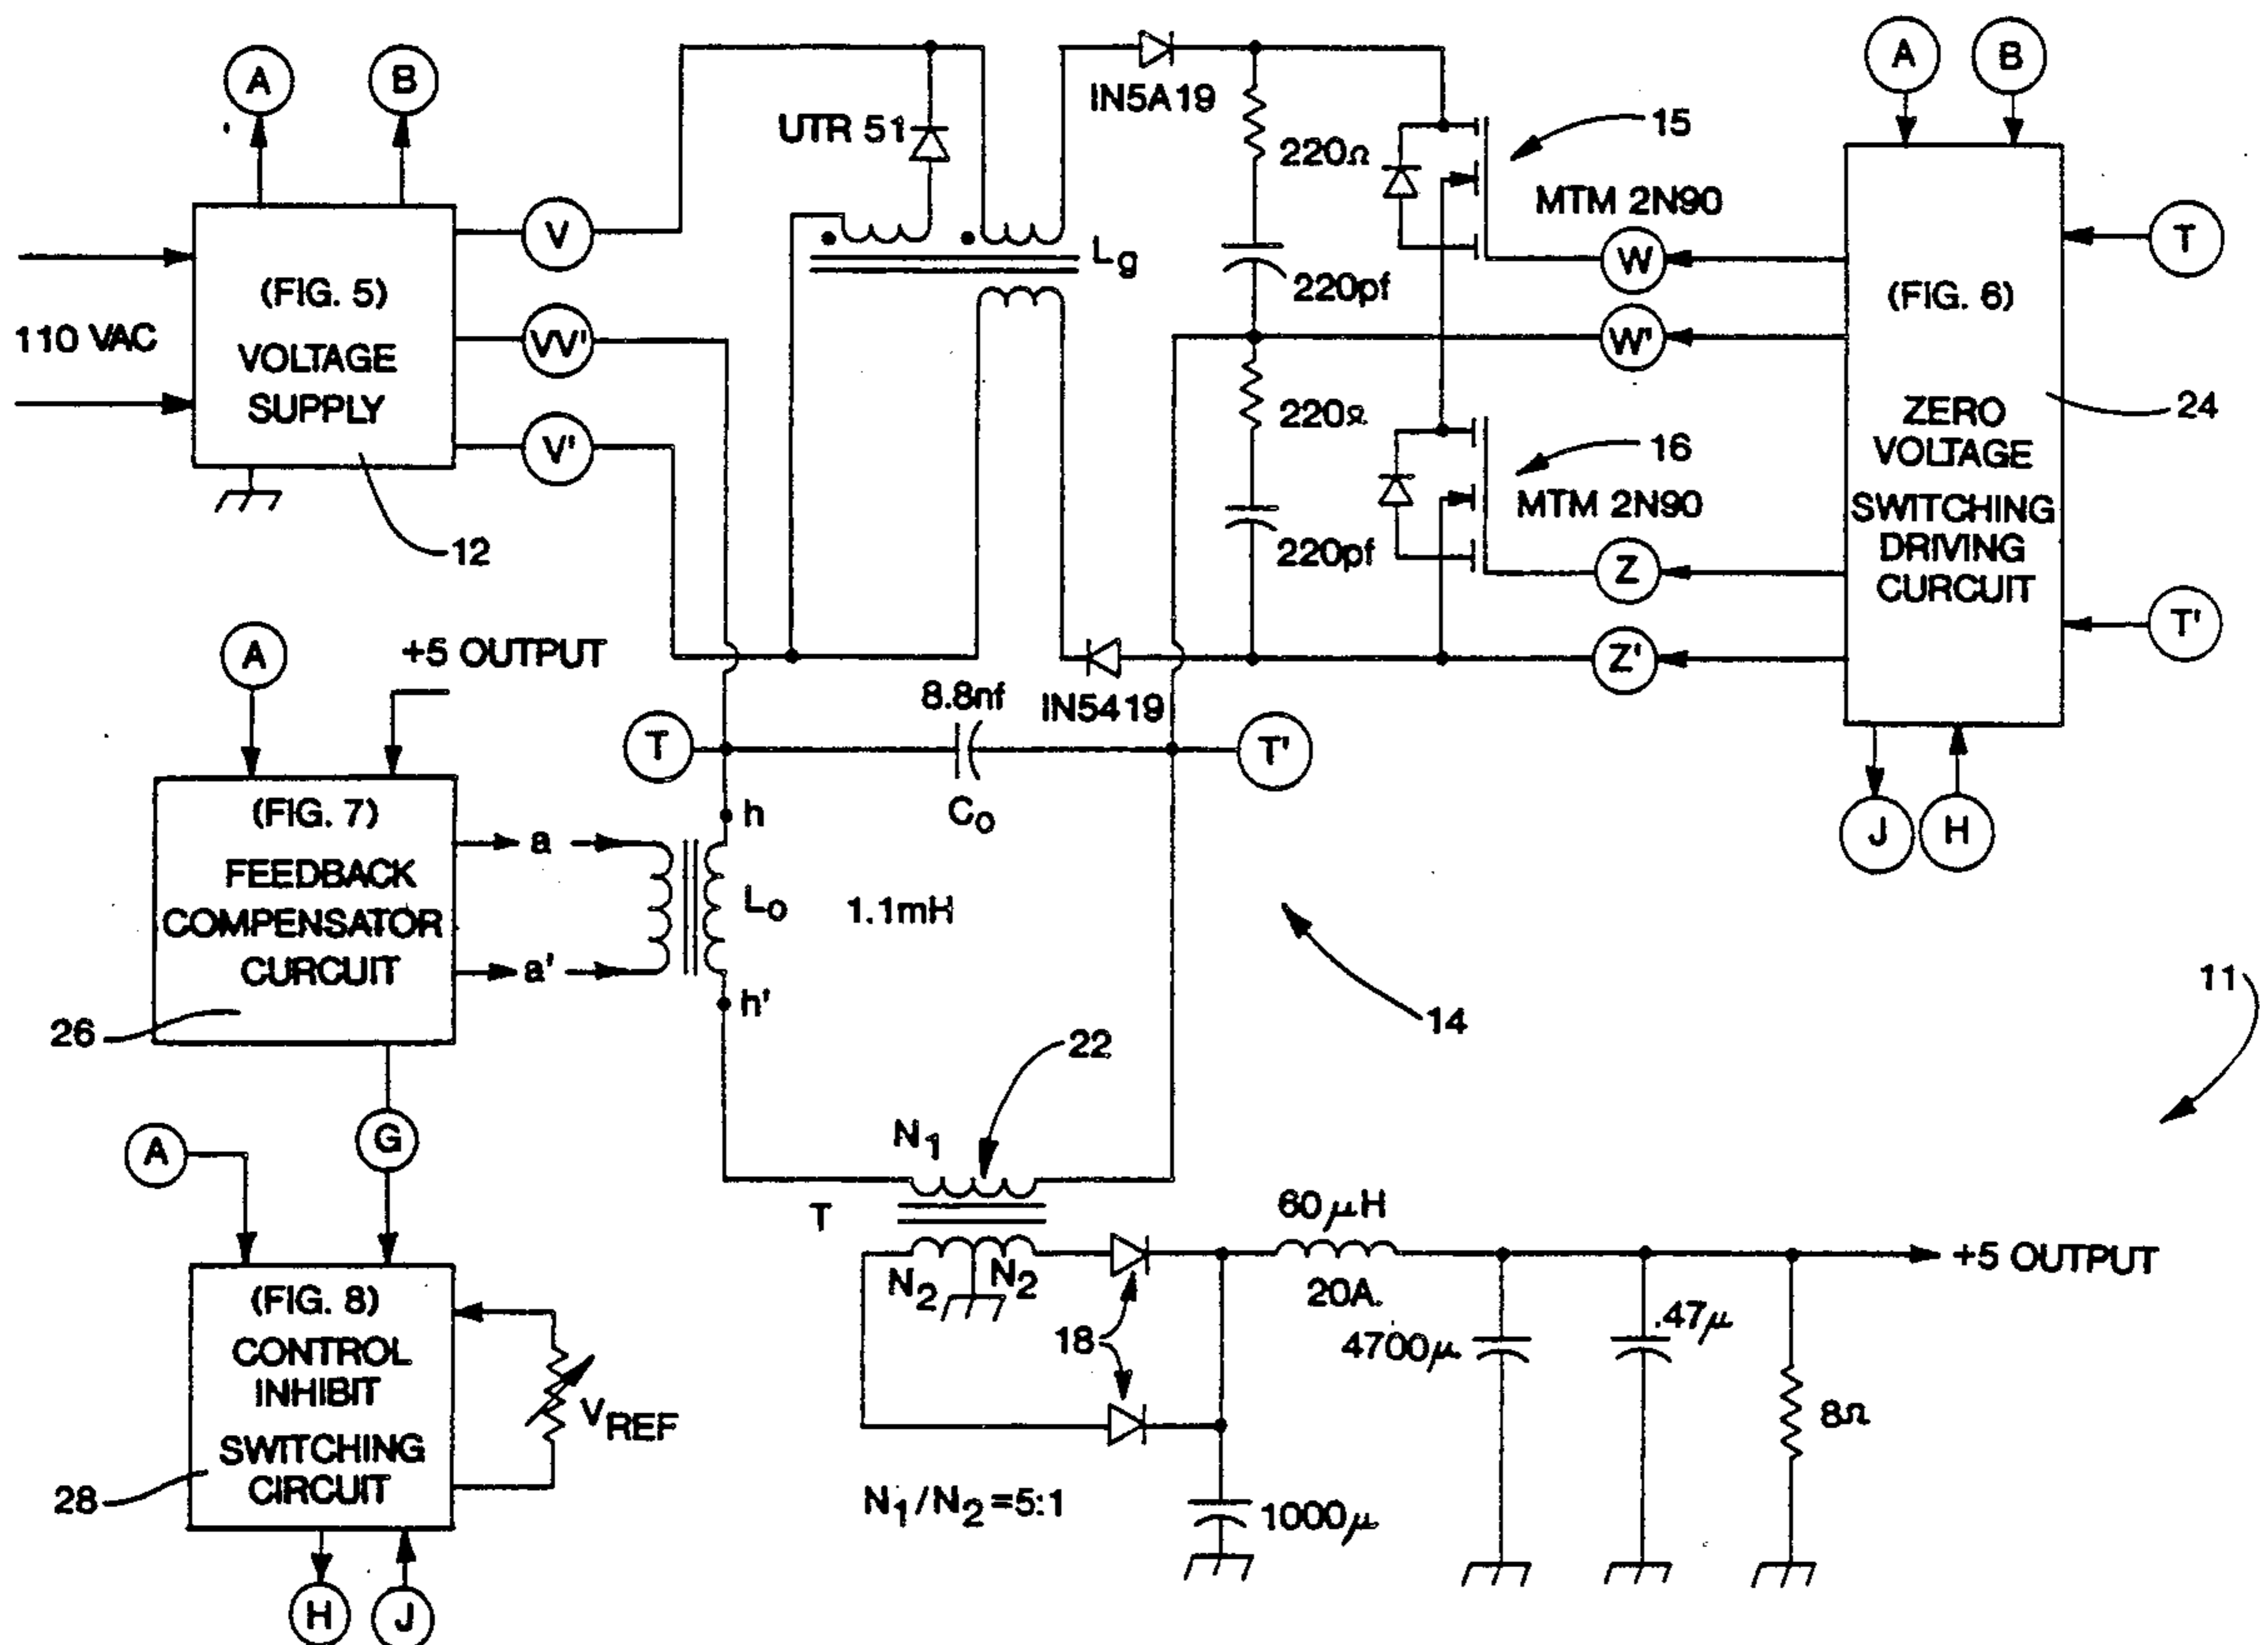 A
B
A
B
IN5A19
UTR 51
15
220Ω
MTM 2N90
V
T
Lg
W
(FIG. 5)
220pf
(FIG. 6)
110 VAC
VV'
W'
VOLTAGE
SUPPLY
220Ω
ZERO
24
VOLTAGE
V'
16
MTM 2N90
SWITCHING
12
220pf
DRIVING
Z
CURCUIT
T'
A
+5 OUTPUT
Z'
8.8nf
IN5419
T
T'
(FIG. 7)
h
Co
J
H
a
FEEDBACK
COMPENSATOR
Lo
1.1mH
CURCUIT
a'
11
h'
14
26
22
G
A
N1
T
60μH
N2
N2
+5 OUTPUT
20A.
(FIG. 8)
.47μ
CONTROL
18
4700μ
INHIBIT
VREF
8Ω
SWITCHING
CIRCUIT
28
N1/N2=5:1
1000μ
H
J